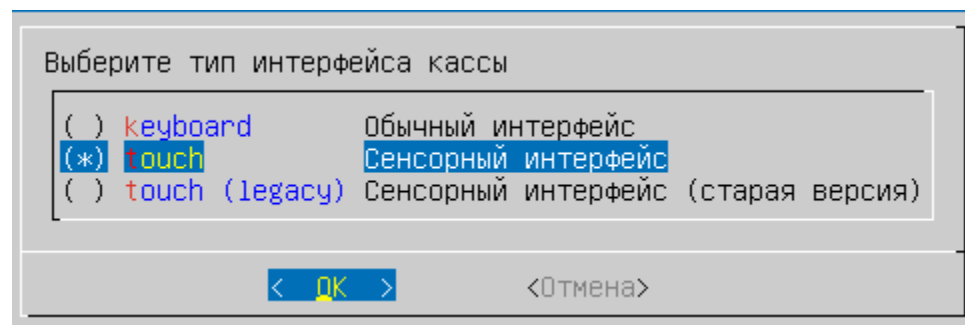 Выберите тип интерфейса кассы
( ) keyboard Обычный интерфейс
(*) touch Сенсорный интерфейс
( ) touch (legacy) Сенсорный интерфейс (старая версия)
< OK > <Отмена>